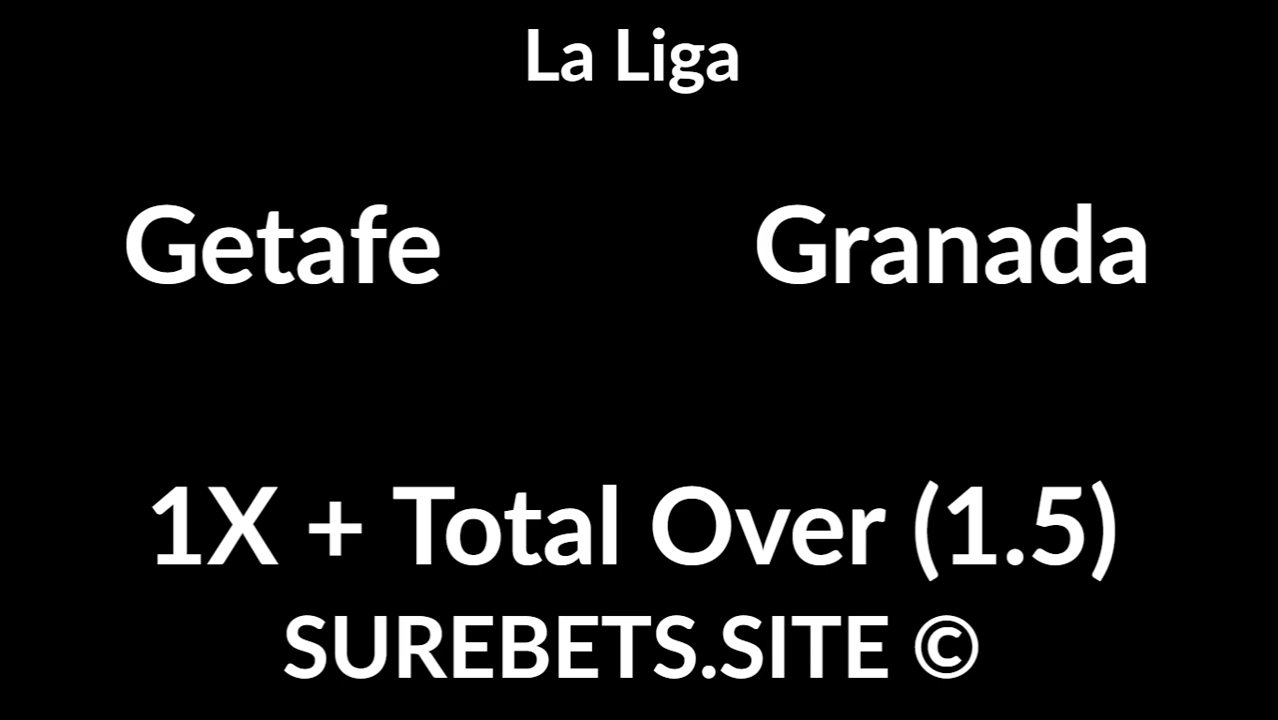 La Liga
Getafe Granada
1X + Total Over (1.5)
SUREBETS.SITE ©